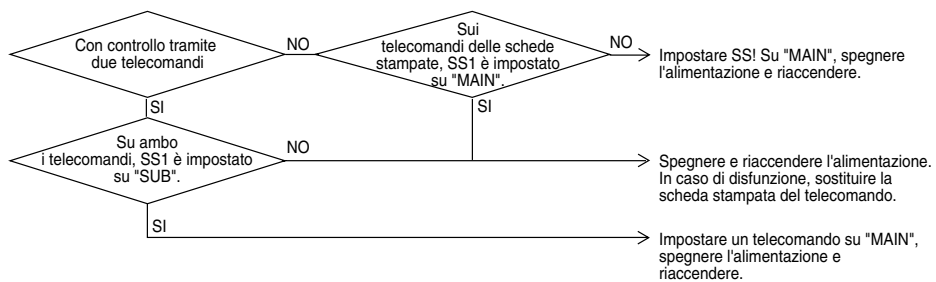 Con controllo tramite
due telecomandi
NO
Sui
telecomandi delle schede
stampate, SS1 è impostato
su "MAIN".
NO
Impostare SS! Su "MAIN", spegnere
l'alimentazione e riaccendere.
SI
SI
Su ambo
i telecomandi, SS1 è impostato
su "SUB".
NO
Spegnere e riaccendere l'alimentazione.
In caso di disfunzione, sostituire la
scheda stampata del telecomando.
SI
Impostare un telecomando su "MAIN",
spegnere l'alimentazione e
riaccendere.